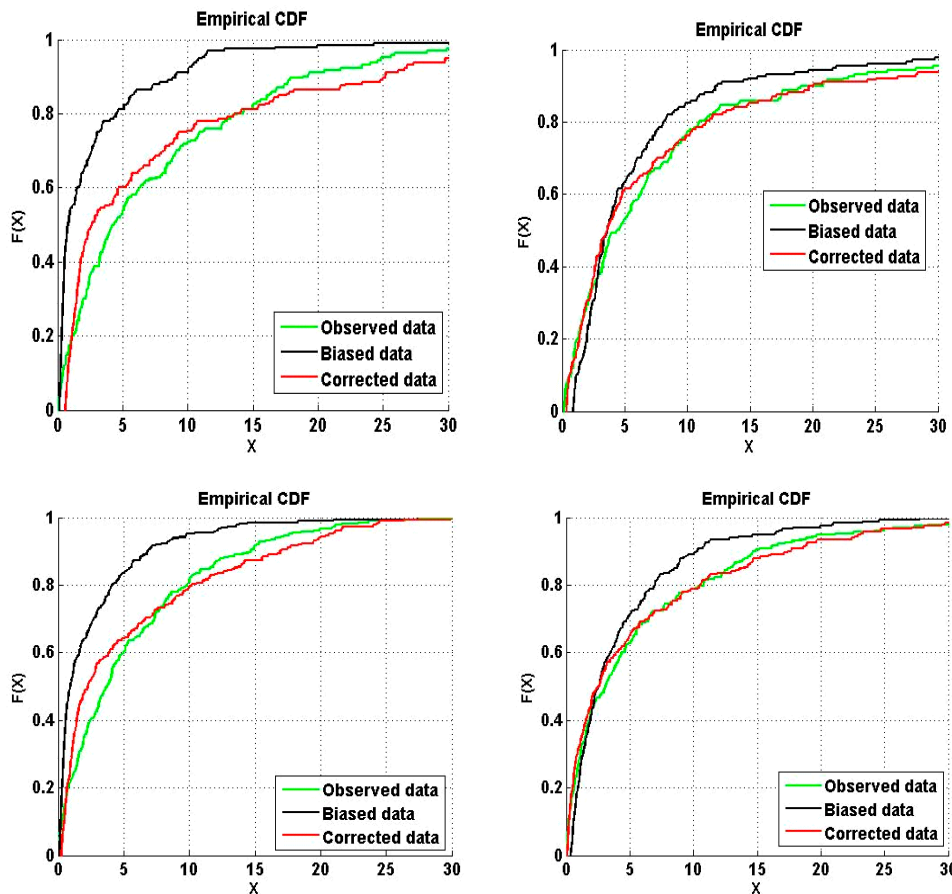 Empirical CDF
1
0.8
0.6
0.4
0.2
0
F(X)
0
5
10
15
20
25
30
X
Observed data
Biased data
Corrected data
Empirical CDF
1
0.8
0.6
0.4
0.2
0
F(X)
0
5
10
15
20
25
30
X
Observed data
Biased data
Corrected data
Empirical CDF
1
0.8
0.6
0.4
0.2
0
F(X)
0
5
10
15
20
25
30
X
Observed data
Biased data
Corrected data
Empirical CDF
1
0.8
0.6
0.4
0.2
0
F(X)
0
5
10
15
20
25
30
X
Observed data
Biased data
Corrected data